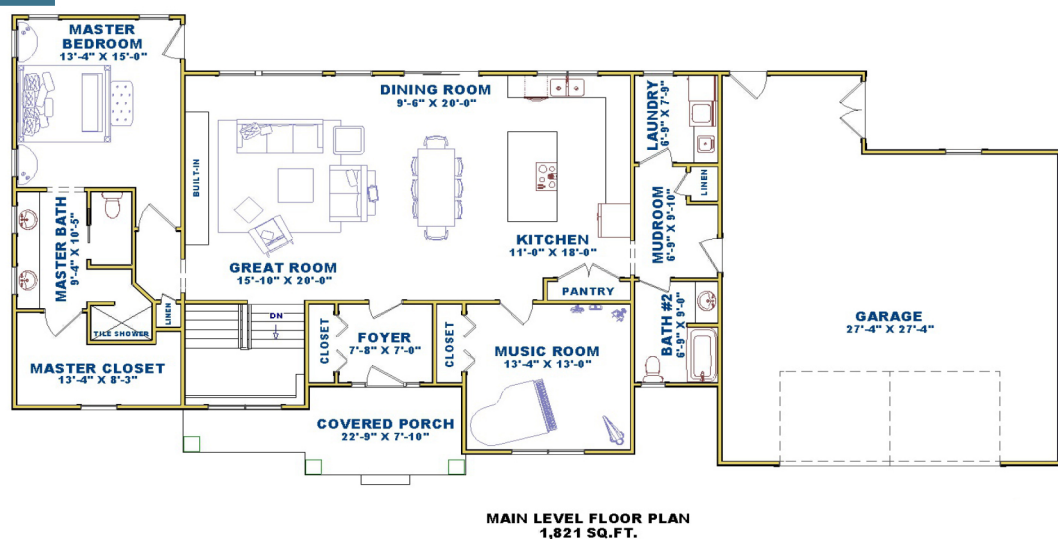 MASTER
BEDROOM
13'-4" X 15'-0"
DINING ROOM
9'-6" X 20'-0"
LAUNDRY
6'-9" X 7'-9"
BUILT-IN
LINEN
MASTER BATH
9'-4" X 10'-5"
MUDROOM
6'-9" X 9'-10"
KITCHEN
11'-0" X 18'-0"
GREAT ROOM
15'-10" X 20'-0"
PANTRY
LINEN
DN
TILE SHOWER
CLOSET
FOYER
7'-8" X 7'-0"
CLOSET
MUSIC ROOM
13'-4" X 13'-0"
BATH #2
6'-9" X 9'-0"
GARAGE
27'-4" X 27'-4"
MASTER CLOSET
13'-4" X 8'-3"
COVERED PORCH
22'-9" X 7'-10"
MAIN LEVEL FLOOR PLAN
1,821 SQ.FT.